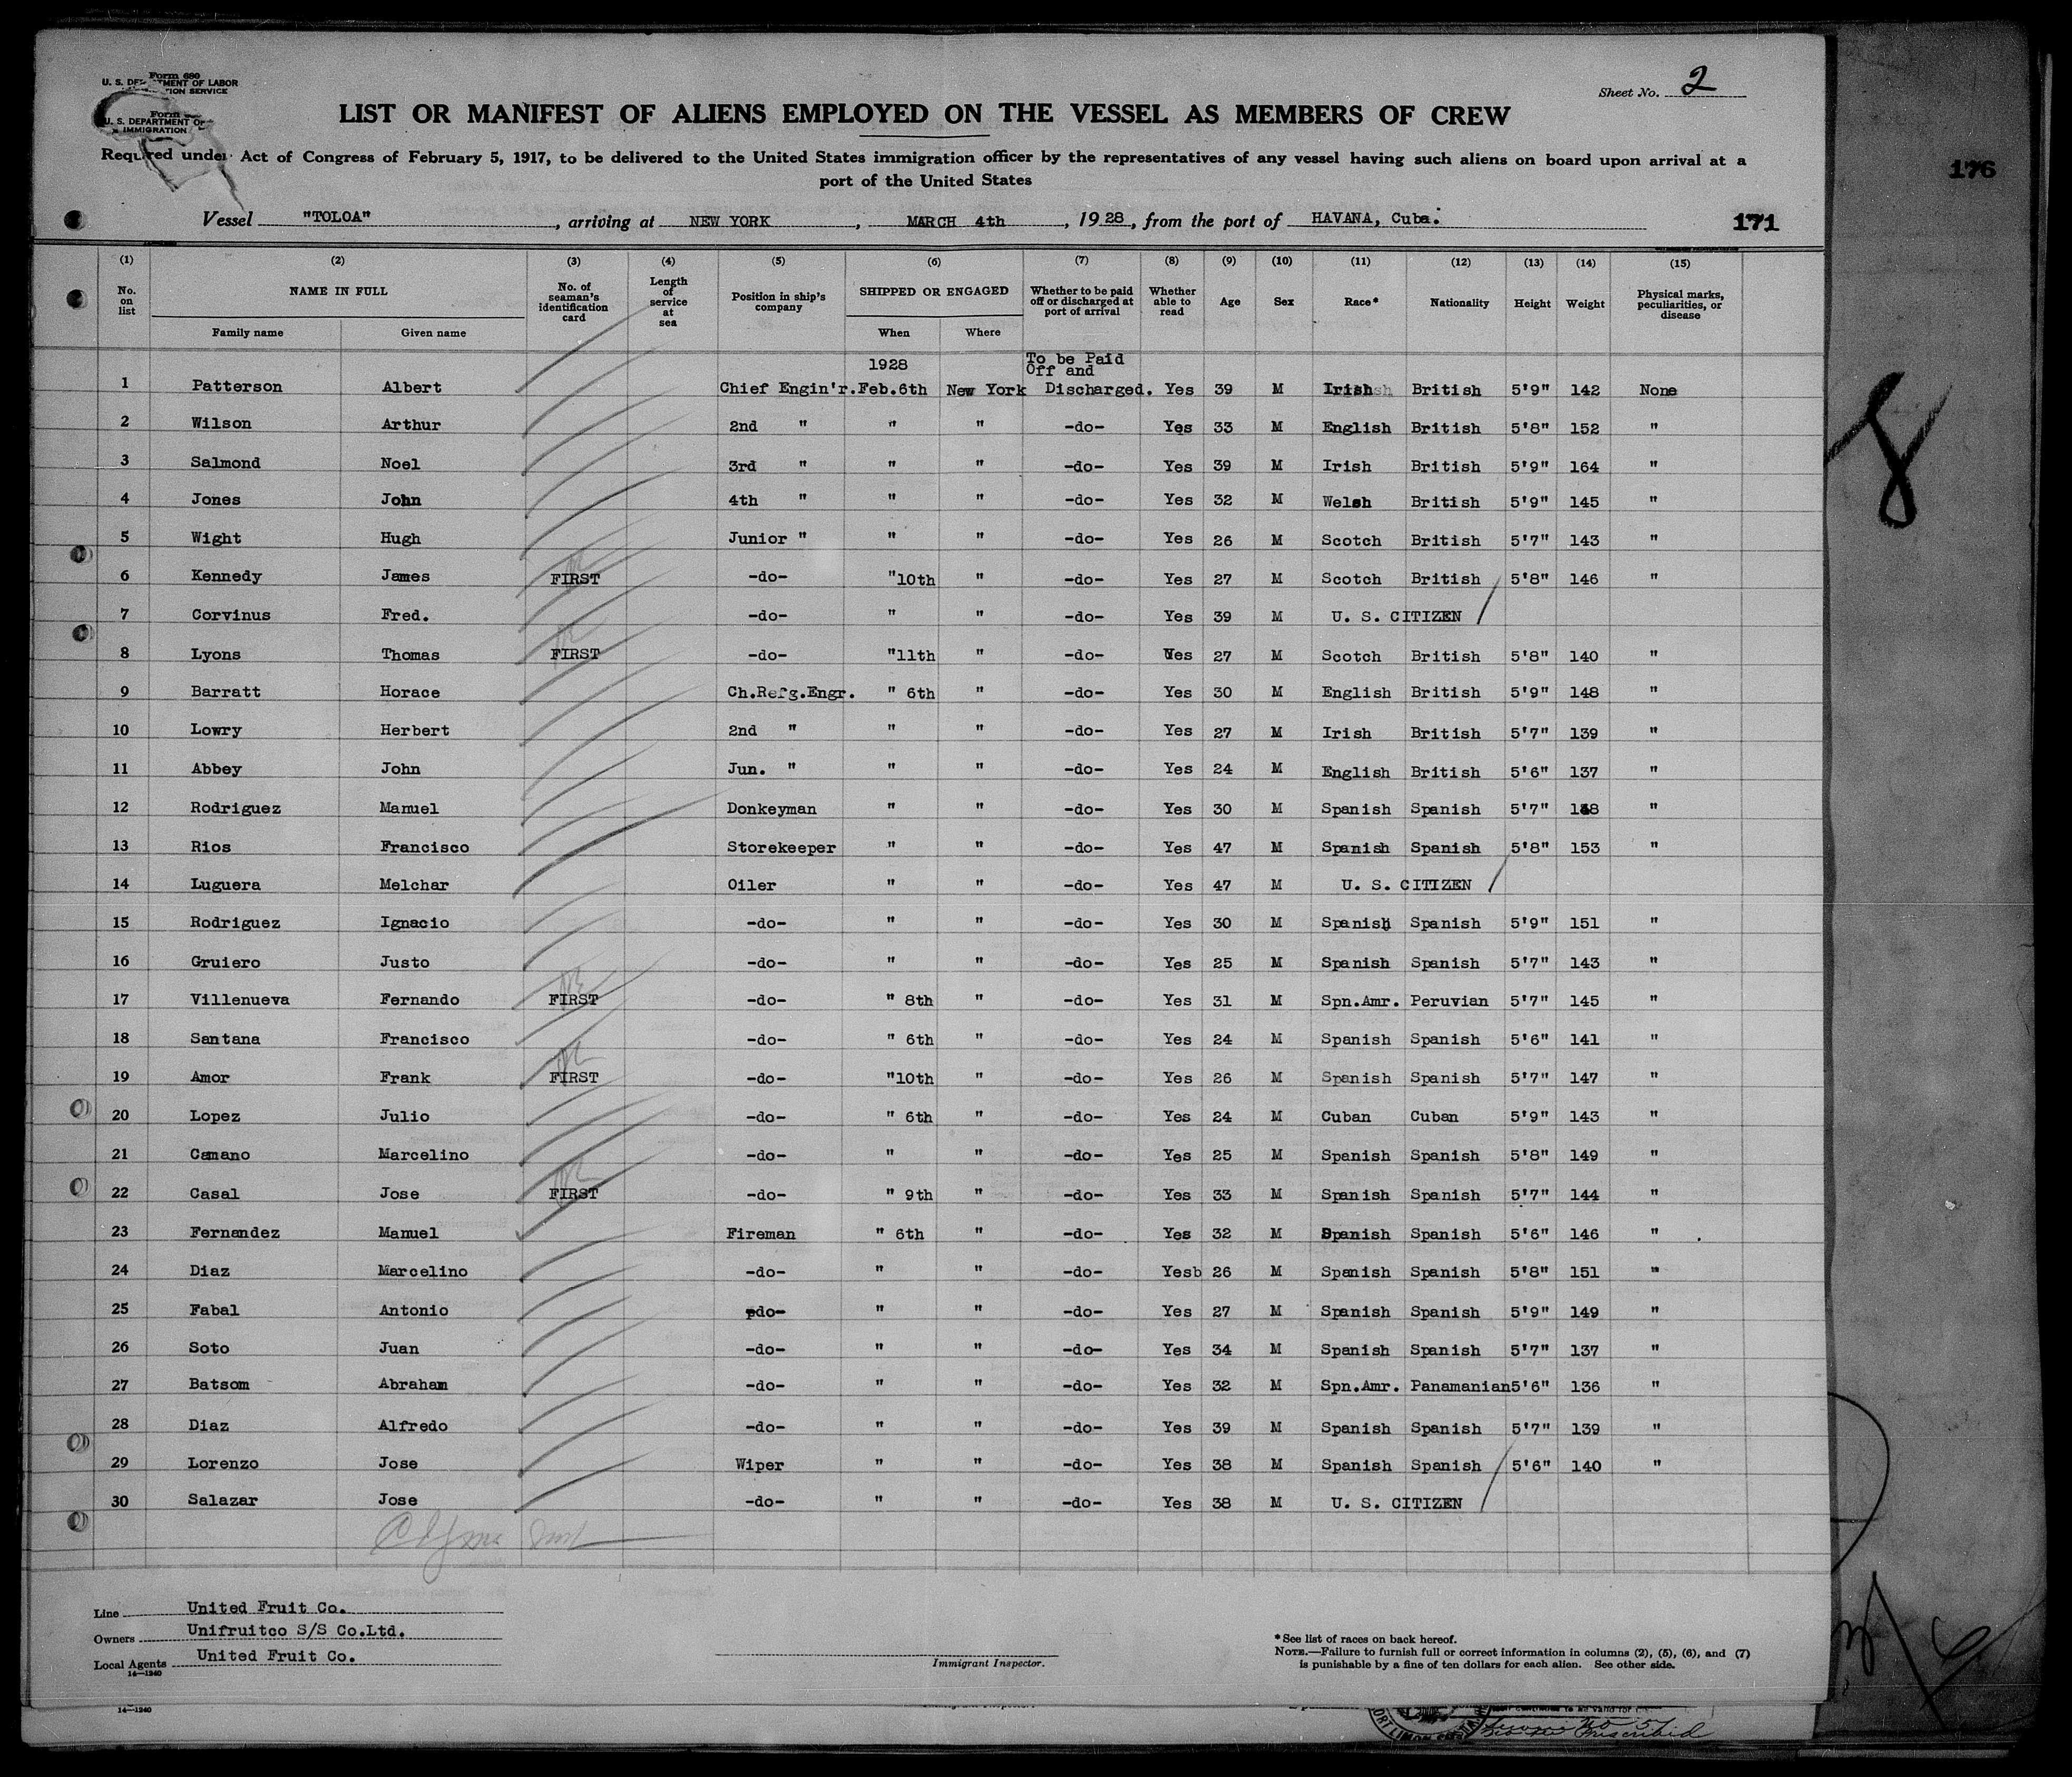 Form 680
U. S. DEPARTMENT OF LABOR
IMMIGRATION SERVICE
Form
U. S. DEPARTMENT OF
IMMIGRATION
Sheet No. 2
LIST OR MANIFEST OF ALIENS EMPLOYED ON THE VESSEL AS MEMBERS OF CREW
Required under Act of Congress of February 5, 1917, to be delivered to the United States immigration officer by the representatives of any vessel having such aliens on board upon arrival at a
port of the United States
176
Vessel "TOLOA", arriving at NEW YORK, MARCH 4th, 1928, from the port of HAVANA, Cuba. 171
(1) (2) (3) (4) (5) (6) (7) (8) (9) (10) (11) (12) (13) (14) (15)
No. on list NAME IN FULL Family name Given name No. of seaman's identification card Length of service at sea Position in ship's company SHIPPED OR ENGAGED When Where Whether to be paid off or discharged at port of arrival Whether able to read Age Sex Race* Nationality Height Weight Physical marks, peculiarities, or disease
1928 To be Paid Off and
1 Patterson Albert Chief Engin'r. Feb.6th New York Discharged. Yes 39 M Irish British 5'9" 142 None
2 Wilson Arthur 2nd " " " -do- Yes 33 M English British 5'8" 152 "
3 Salmond Noel 3rd " " " -do- Yes 39 M Irish British 5'9" 164 "
4 Jones John 4th " " " -do- Yes 32 M Welsh British 5'9" 145 "
5 Wight Hugh Junior " " " -do- Yes 26 M Scotch British 5'7" 143 "
6 Kennedy James FIRST -do- "10th " -do- Yes 27 M Scotch British 5'8" 146 "
7 Corvinus Fred. -do- " " -do- Yes 39 M U. S. CITIZEN
8 Lyons Thomas FIRST -do- "11th " -do- Yes 27 M Scotch British 5'8" 140 "
9 Barratt Horace Ch.Refg.Engr. " 6th " -do- Yes 30 M English British 5'9" 148 "
10 Lowry Herbert 2nd " " " -do- Yes 27 M Irish British 5'7" 139 "
11 Abbey John Jun. " " " -do- Yes 24 M English British 5'6" 137 "
12 Rodriguez Manuel Donkeyman " " -do- Yes 30 M Spanish Spanish 5'7" "
13 Rios Francisco Storekeeper " " -do- Yes 47 M Spanish Spanish 5'8" 153 "
14 Luguera Melchar Oiler " " -do- Yes 47 M U. S. CITIZEN
15 Rodriguez Ignacio -do- " " -do- Yes 30 M Spanish Spanish 5'9" 151 "
16 Gruiero Justo -do- " " -do- Yes 25 M Spanish Spanish 5'7" 143 "
17 Villenueva Fernando FIRST -do- " 8th " -do- Yes 31 M Spn.Amr. Peruvian 5'7" 145 "
18 Santana Francisco -do- " 6th " -do- Yes 24 M Spanish Spanish 5'6" 141 "
19 Amor Frank FIRST -do- "10th " -do- Yes 26 M Spanish Spanish 5'7" 147 "
20 Lopez Julio -do- " 6th " -do- Yes 24 M Cuban Cuban 5'9" 143 "
21 Camano Marcelino -do- " " -do- Yes 25 M Spanish Spanish 5'8" 149 "
22 Casal Jose FIRST -do- " 9th " -do- Yes 33 M Spanish Spanish 5'7" 144 "
23 Fernandez Manuel Fireman " 6th " -do- Yes 32 M Spanish Spanish 5'6" 146 "
24 Diaz Marcelino -do- " " -do- Yesb 26 M Spanish Spanish 5'8" 151 "
25 Fabal Antonio -do- " " -do- Yes 27 M Spanish Spanish 5'9" 149 "
26 Soto Juan -do- " " -do- Yes 34 M Spanish Spanish 5'7" 137 "
27 Batsom Abraham -do- " " -do- Yes 32 M Spn.Amr. Panamanian 5'6" 136 "
28 Diaz Alfredo -do- " " -do- Yes 39 M Spanish Spanish 5'7" 139 "
29 Lorenzo Jose Wiper " " -do- Yes 38 M Spanish Spanish 5'6" 140 "
30 Salazar Jose -do- " " -do- Yes 38 M U. S. CITIZEN
Line United Fruit Co.
Owners Unifruitco S/S Co.Ltd.
Local Agents United Fruit Co.
14—1240
Immigrant Inspector.
*See list of races on back hereof.
NOTE.—Failure to furnish full or correct information in columns (2), (5), (6), and (7)
is punishable by a fine of ten dollars for each alien. See other side.
14—1240